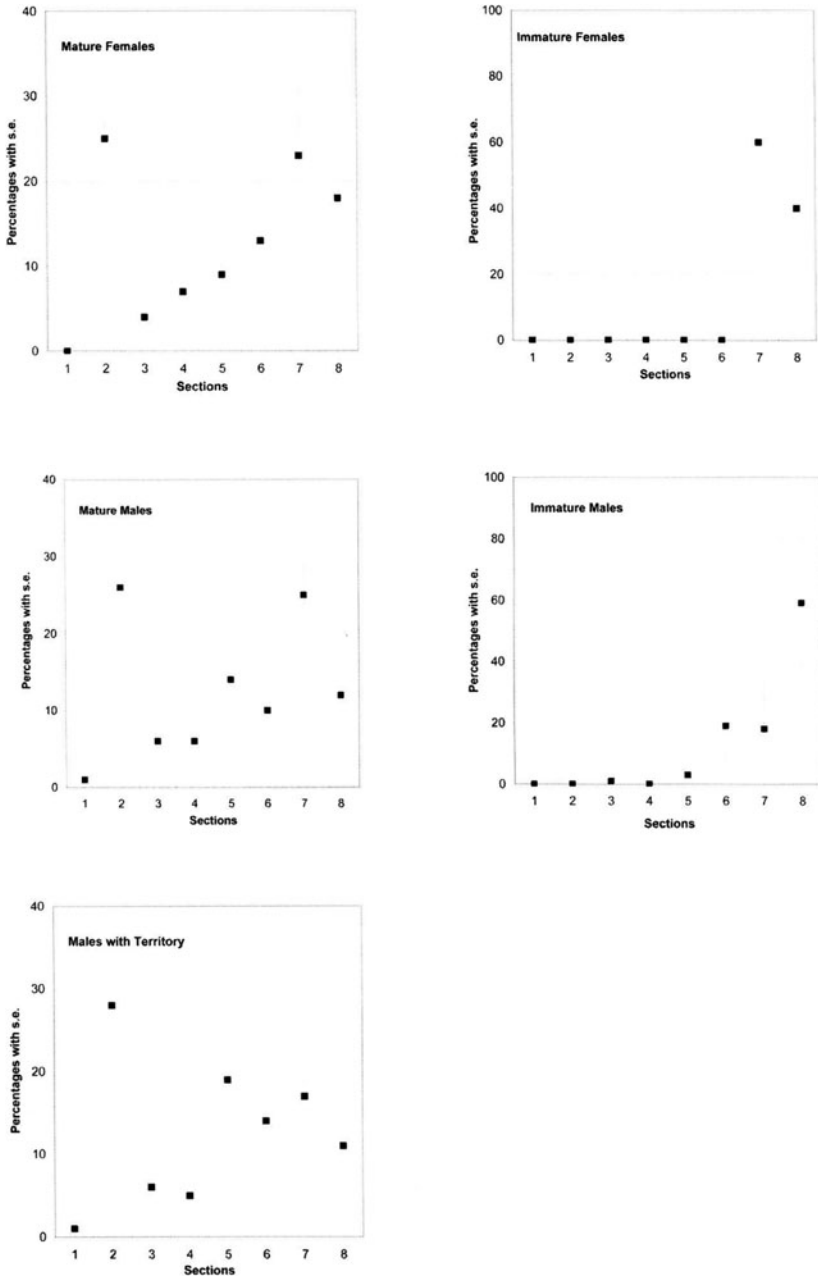 Mature Females
Percentages with s.e.
40
30
20
10
0
1 2 3 4 5 6 7 8
Sections
Immature Females
Percentages with s.e.
100
80
60
40
20
0
1 2 3 4 5 6 7 8
Sections
Mature Males
Percentages with s.e.
40
30
20
10
0
1 2 3 4 5 6 7 8
Sections
Immature Males
Percentages with s.e.
100
80
60
40
20
0
1 2 3 4 5 6 7 8
Sections
Males with Territory
Percentages with s.e.
40
30
20
10
0
1 2 3 4 5 6 7 8
Sections